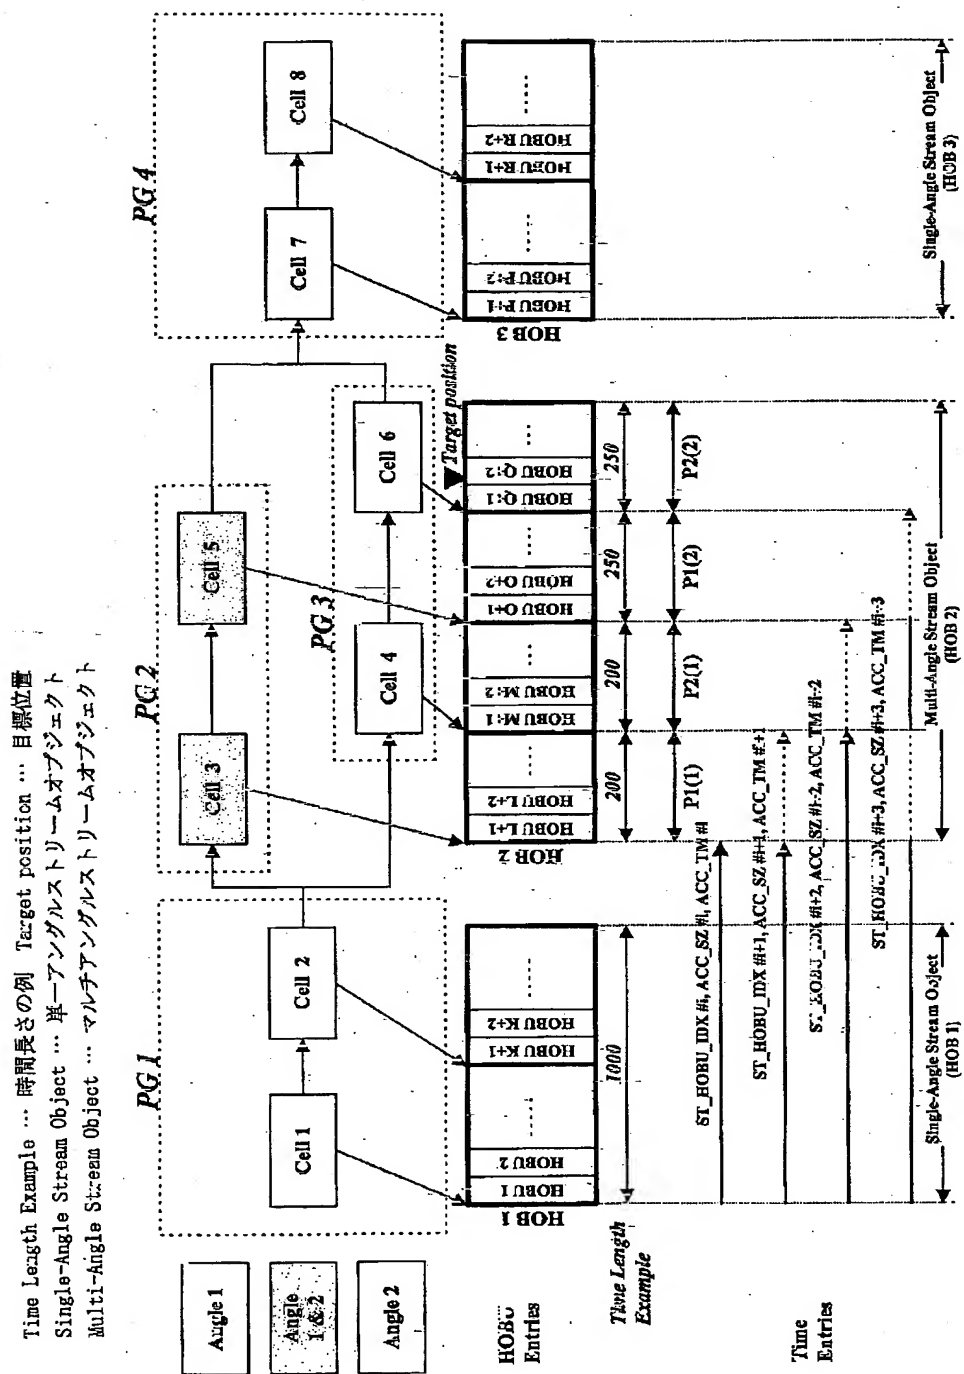 Time Length Example … 時間長さの例 Target position … 目標位置
Single-Angle Stream Object … 単一アングルストリームオブジェクト
Multi-Angle Stream Object … マルチアングルストリームオブジェクト
Angle 1
Angle 1 & 2
Angle 2
PG 1
Cell 1
Cell 2
PG 2
Cell 3
Cell 5
PG 3
Cell 4
Cell 6
PG 4
Cell 7
Cell 8
Target position
HOBU Entries
HOB 1
HOBU 1
HOBU 2
......
HOBU K+1
HOBU K+2
......
HOB 2
HOBU L+1
HOBU L+2
......
HOBU M+1
HOBU M+2
......
HOBU O+1
HOBU O+2
......
HOBU Q+1
HOBU Q+2
......
HOB 3
HOBU P+1
HOBU P+2
......
HOBU R+1
HOBU R+2
......
Time Length Example
1000
200
200
250
250
P1(1)
P2(1)
P1(2)
P2(2)
Time Entries
ST_HOBU_IDX #i, ACC_SZ #i, ACC_TM #i
ST_HOBU_IDX #i+1, ACC_SZ #i+1, ACC_TM #i+1
ST_HOBU_IDX #i+2, ACC_SZ #i+2, ACC_TM #i+2
ST_HOBU_IDX #i+3, ACC_SZ #i+3, ACC_TM #i+3
Single-Angle Stream Object
(HOB 1)
Multi-Angle Stream Object
(HOB 2)
Single-Angle Stream Object
(HOB 3)